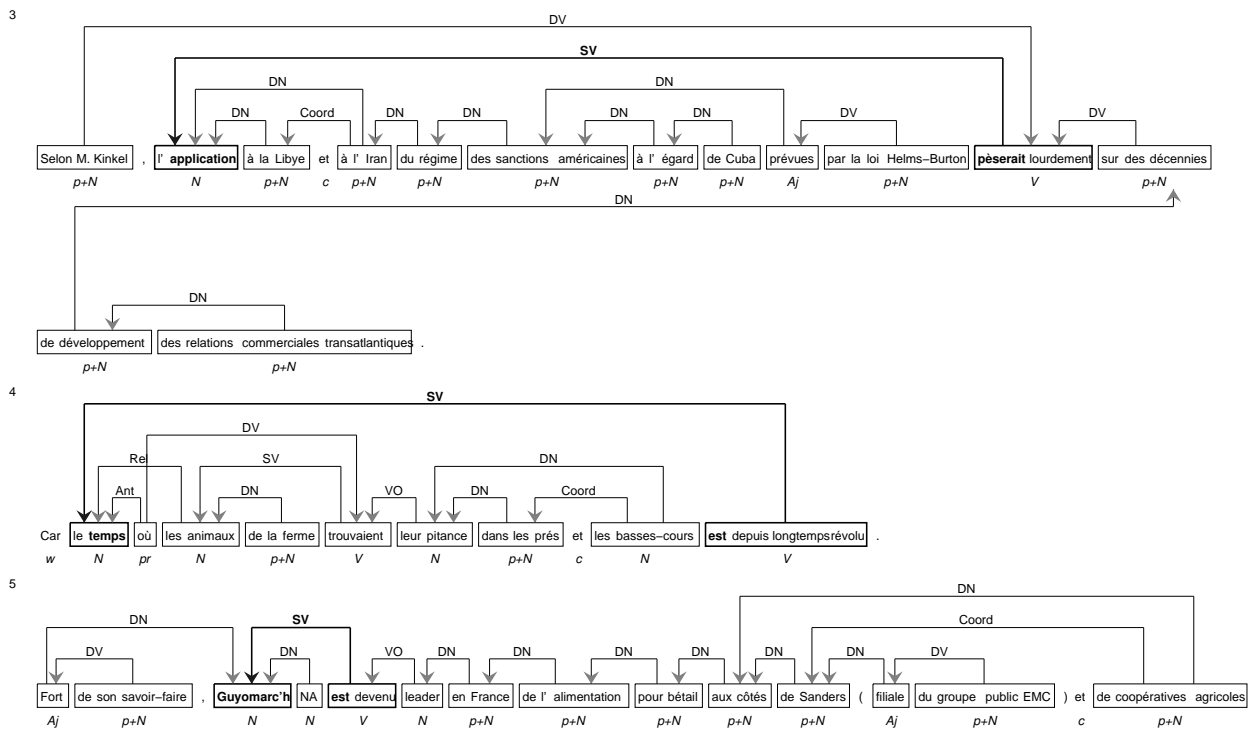 3
DV
SV
DN DN
DN Coord DN DN DN DN DV DV
Selon M. Kinkel , l' application à la Libye et à l' Iran du régime des sanctions américaines à l' égard de Cuba prévues par la loi Helms−Burton pèserait lourdement sur des décennies
p+N N p+N c p+N p+N p+N p+N p+N Aj p+N V p+N
DN
DN
de développement des relations commerciales transatlantiques .
p+N p+N
4
SV
DV
Rel SV DN
Ant DN VO DN Coord
Car le temps où les animaux de la ferme trouvaient leur pitance dans les prés et les basses−cours est depuis longtempsrévolu .
w N pr N p+N V N p+N c N V
5
DN
DN SV Coord
DV DN VO DN DN DN DN DN DN DN DV
Fort de son savoir−faire , Guyomarc'h NA est devenu leader en France de l' alimentation pour bétail aux côtés de Sanders ( filiale du groupe public EMC ) et de coopératives agricoles
Aj p+N N N V N p+N p+N p+N p+N p+N Aj p+N c p+N